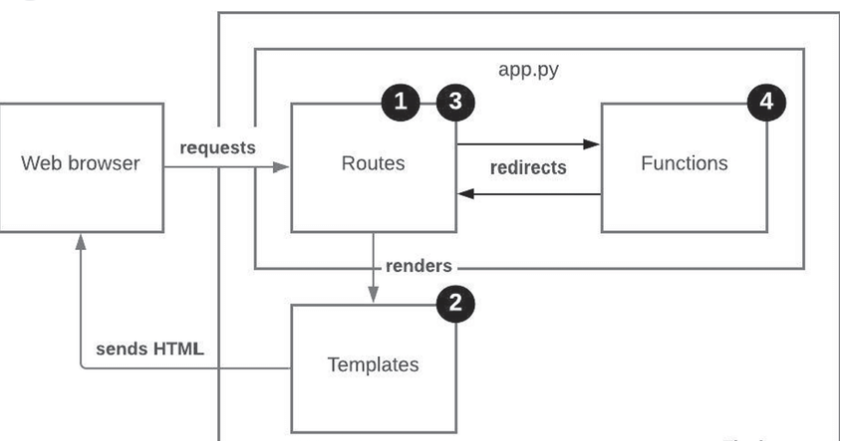 app.py
1
3
4
requests
Web browser
Routes
redirects
Functions
renders
2
sends HTML
Templates